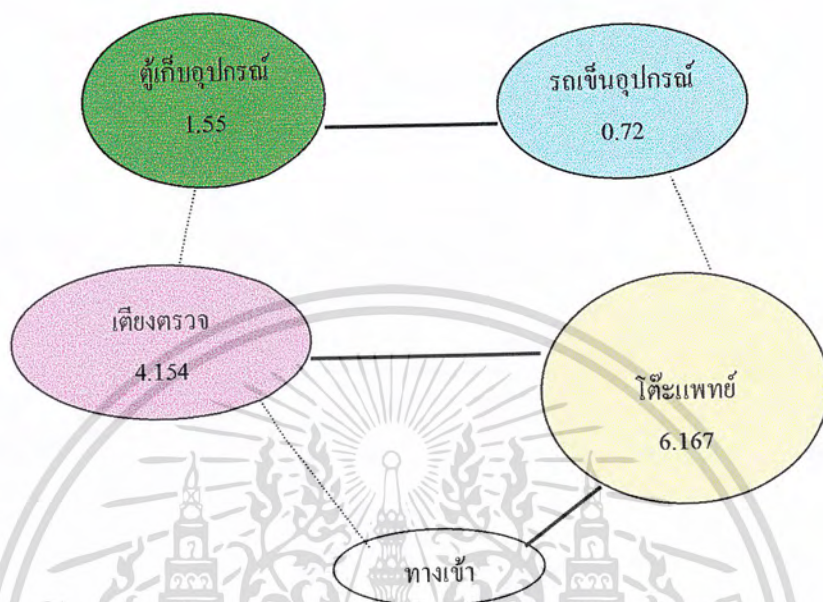 ตู้เก็บอุปกรณ์
1.55
รถเข็นอุปกรณ์
0.72
เตียงตรวจ
4.154
โต๊ะแพทย์
6.167
ทางเข้า